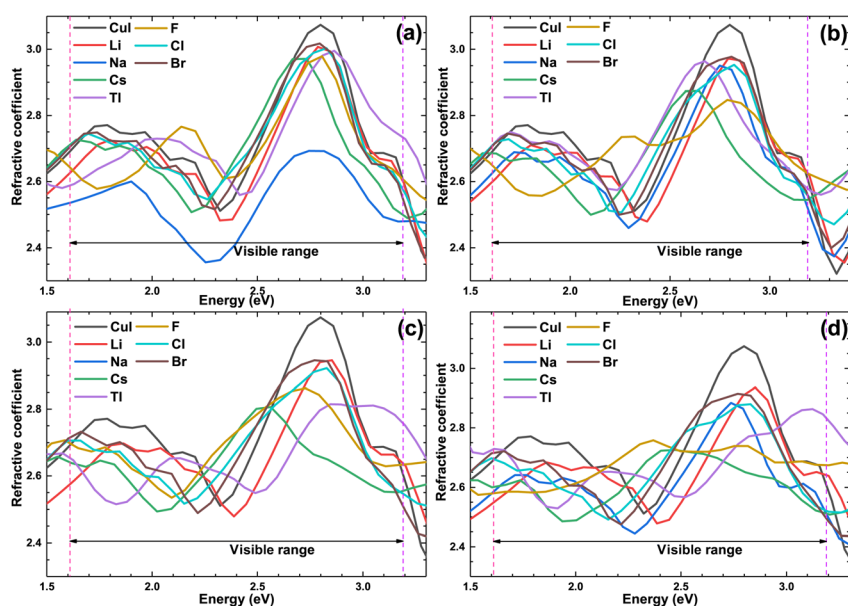 (a)
CuI F
Li Cl
Na Br
Cs
Tl
Refractive coefficient
3.0
2.8
2.6
2.4
Visible range
1.5 2.0 2.5 3.0
Energy (eV)
(b)
CuI F
Li Cl
Na Br
Cs
Tl
Refractive coefficient
3.0
2.8
2.6
2.4
Visible range
1.5 2.0 2.5 3.0
Energy (eV)
(c)
CuI F
Li Cl
Na Br
Cs
Tl
Refractive coefficient
3.0
2.8
2.6
2.4
Visible range
1.5 2.0 2.5 3.0
Energy (eV)
(d)
CuI F
Li Cl
Na Br
Cs
Tl
Refractive coefficient
3.0
2.8
2.6
2.4
Visible range
1.5 2.0 2.5 3.0
Energy (eV)